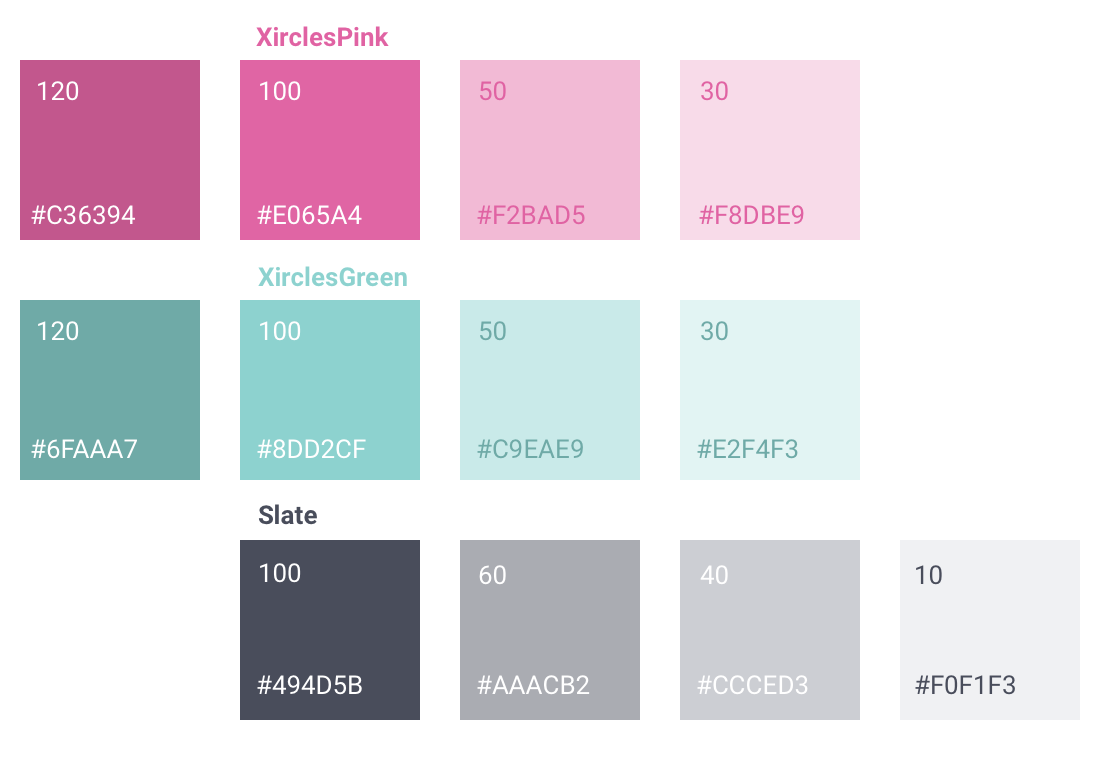 XirclesPink
120
100
50
30
#C36394
#E065A4
#F2BAD5
#F8DBE9
XirclesGreen
120
100
50
30
#6FAAA7
#8DD2CF
#C9EAE9
#E2F4F3
Slate
100
60
40
10
#494D5B
#AAACB2
#CCCED3
#F0F1F3